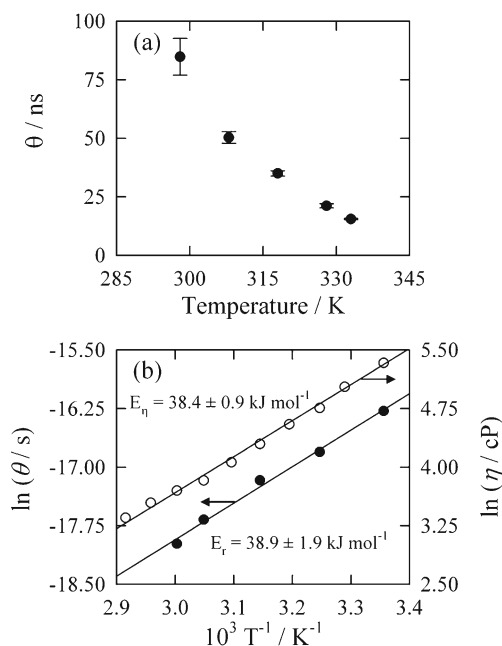 (a)
100
75
50
25
0
θ / ns
285 300 315 330 345
Temperature / K
(b)
-15.50
-16.25
-17.00
-17.75
-18.50
ln (θ / s)
5.50
4.75
4.00
3.25
2.50
ln (η / cP)
E_η = 38.4 ± 0.9 kJ mol⁻¹
E_r = 38.9 ± 1.9 kJ mol⁻¹
2.9 3.0 3.1 3.2 3.3 3.4
10³ T⁻¹ / K⁻¹